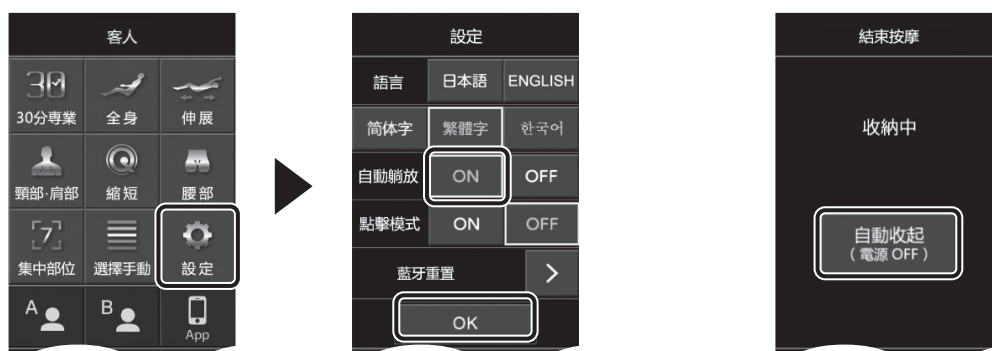 客人
30
30分専業 全身 伸展
頸部·肩部 縮短 腰部
7
集中部位 選擇手動 設定
A B
App
設定
語言 日本語 ENGLISH
简体字 繁體字 한국어
自動躺放 ON OFF
點擊模式 ON OFF
藍牙重置 >
OK
結束按摩
收納中
自動收起
(電源 OFF)